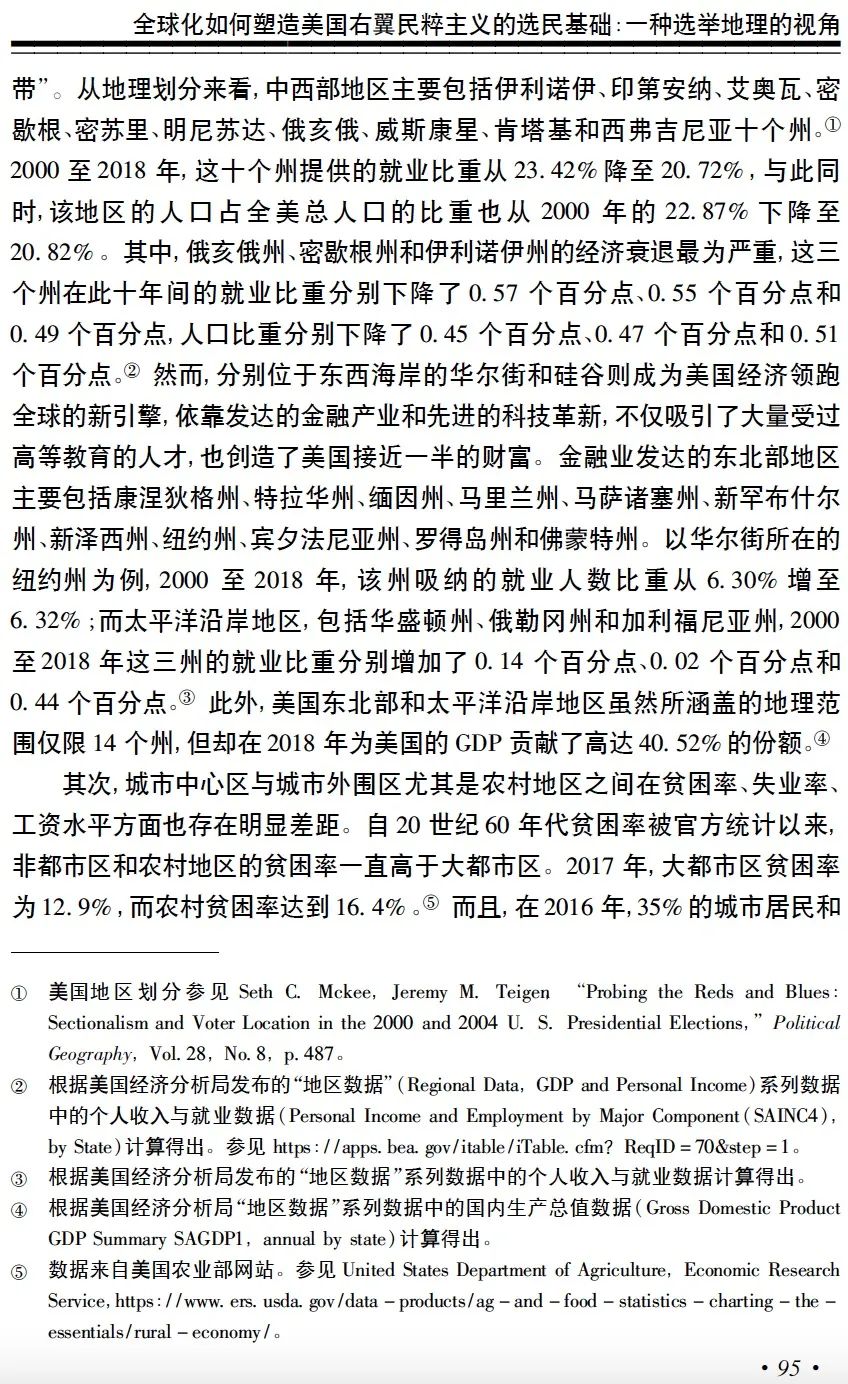 全球化如何塑造美国右翼民粹主义的选民基础:一种选举地理的视角
带”。从地理划分来看,中西部地区主要包括伊利诺伊、印第安纳、艾奥瓦、密
歇根、密苏里、明尼苏达、俄亥俄、威斯康星、肯塔基和西弗吉尼亚十个州。①
2000 至 2018 年,这十个州提供的就业比重从 23. 42% 降至 20. 72%,与此同
时,该地区的人口占全美总人口的比重也从 2000 年的 22. 87% 下降至
20. 82%。其中,俄亥俄州、密歇根州和伊利诺伊州的经济衰退最为严重,这三
个州在此十年间的就业比重分别下降了 0. 57 个百分点、0. 55 个百分点和
0. 49 个百分点,人口比重分别下降了 0. 45 个百分点、0. 47 个百分点和 0. 51
个百分点。② 然而,分别位于东西海岸的华尔街和硅谷则成为美国经济领跑
全球的新引擎,依靠发达的金融产业和先进的科技革新,不仅吸引了大量受过
高等教育的人才,也创造了美国接近一半的财富。金融业发达的东北部地区
主要包括康涅狄格州、特拉华州、缅因州、马里兰州、马萨诸塞州、新罕布什尔
州、新泽西州、纽约州、宾夕法尼亚州、罗得岛州和佛蒙特州。以华尔街所在的
纽约州为例,2000 至 2018 年,该州吸纳的就业人数比重从 6. 30% 增至
6. 32%;而太平洋沿岸地区,包括华盛顿州、俄勒冈州和加利福尼亚州,2000
至 2018 年这三州的就业比重分别增加了 0. 14 个百分点、0. 02 个百分点和
0. 44 个百分点。③ 此外,美国东北部和太平洋沿岸地区虽然所涵盖的地理范
围仅限 14 个州,但却在 2018 年为美国的 GDP 贡献了高达 40. 52% 的份额。④
其次,城市中心区与城市外围区尤其是农村地区之间在贫困率、失业率、
工资水平方面也存在明显差距。自 20 世纪 60 年代贫困率被官方统计以来,
非都市区和农村地区的贫困率一直高于大都市区。2017 年,大都市区贫困率
为 12. 9%,而农村贫困率达到 16. 4%。⑤ 而且,在 2016 年,35% 的城市居民和
① 美国地区划分参见 Seth C. Mckee, Jeremy M. Teigen, “Probing the Reds and Blues:
Sectionalism and Voter Location in the 2000 and 2004 U. S. Presidential Elections,” Political
Geography, Vol. 28, No. 8, p. 487。
② 根据美国经济分析局发布的“地区数据”(Regional Data, GDP and Personal Income)系列数据
中的个人收入与就业数据(Personal Income and Employment by Major Component(SAINC4),
by State)计算得出。参见 https://apps. bea. gov/itable/iTable. cfm? ReqID = 70&step = 1。
③ 根据美国经济分析局发布的“地区数据”系列数据中的个人收入与就业数据计算得出。
④ 根据美国经济分析局“地区数据”系列数据中的国内生产总值数据(Gross Domestic Product
GDP Summary SAGDP1, annual by state)计算得出。
⑤ 数据来自美国农业部网站。参见 United States Department of Agriculture, Economic Research
Service, https://www. ers. usda. gov/data – products/ag – and – food – statistics – charting – the –
essentials/rural – economy/。
• 95 •